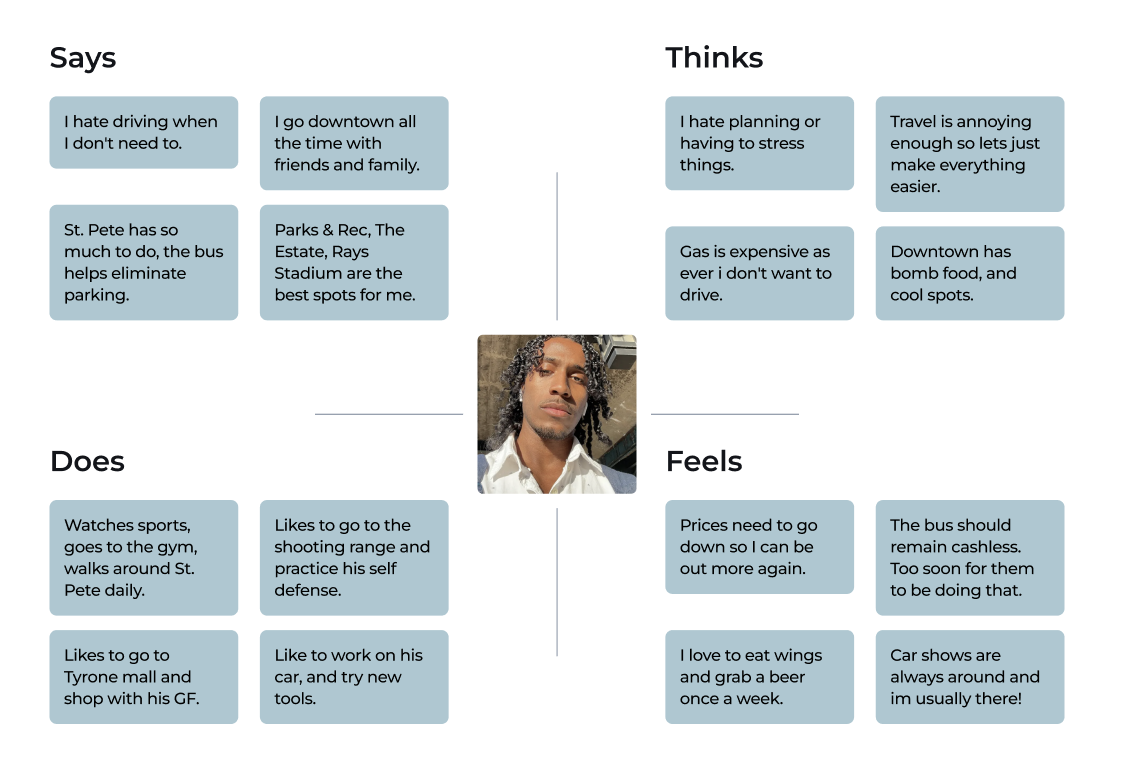 Says
I hate driving when
I don't need to.
I go downtown all
the time with
friends and family.
St. Pete has so
much to do, the bus
helps eliminate
parking.
Parks & Rec, The
Estate, Rays
Stadium are the
best spots for me.
Thinks
I hate planning or
having to stress
things.
Travel is annoying
enough so lets just
make everything
easier.
Gas is expensive as
ever i don't want to
drive.
Downtown has
bomb food, and
cool spots.
Does
Watches sports,
goes to the gym,
walks around St.
Pete daily.
Likes to go to the
shooting range and
practice his self
defense.
Likes to go to
Tyrone mall and
shop with his GF.
Like to work on his
car, and try new
tools.
Feels
Prices need to go
down so I can be
out more again.
The bus should
remain cashless.
Too soon for them
to be doing that.
I love to eat wings
and grab a beer
once a week.
Car shows are
always around and
im usually there!